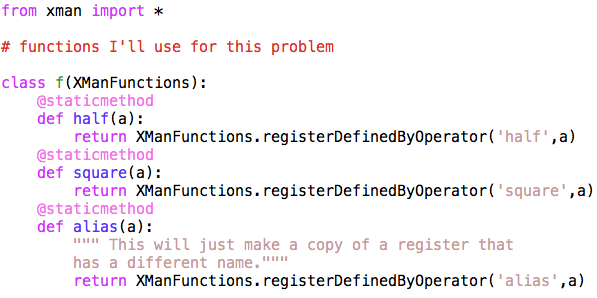 from xman import *
# functions I'll use for this problem
class f(XManFunctions):
    @staticmethod
    def half(a):
        return XManFunctions.registerDefinedByOperator('half',a)
    @staticmethod
    def square(a):
        return XManFunctions.registerDefinedByOperator('square',a)
    @staticmethod
    def alias(a):
        """ This will just make a copy of a register that
        has a different name."""
        return XManFunctions.registerDefinedByOperator('alias',a)